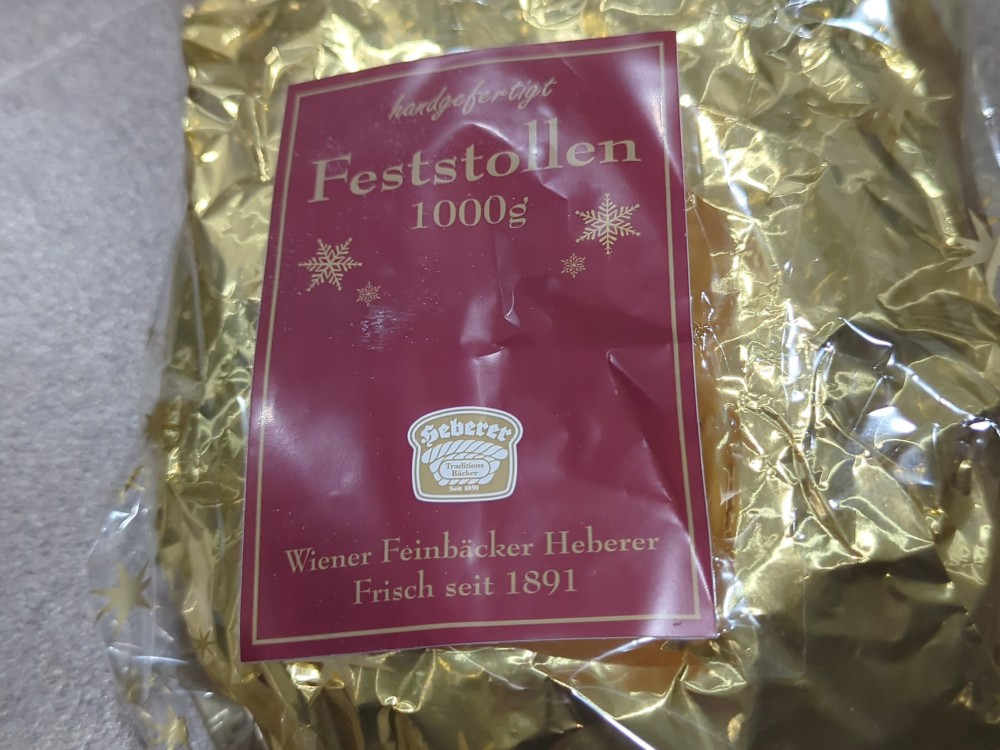 handgefertigt
Feststollen
1000g
Heberer
Traditions
Bäcker
Seit 1891
Wiener Feinbäcker Heberer
Frisch seit 1891